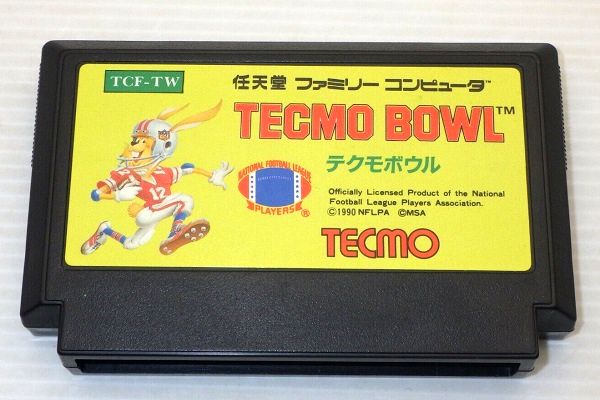 TCF-TW
任天堂 ファミリー コンピュータ™
TECMO BOWL™
テクモボウル
NATIONAL FOOTBALL LEAGUE
PLAYERS®
Officially Licensed Product of the National
Football League Players Association.
©1990 NFLPA ©MSA
TECMO
12